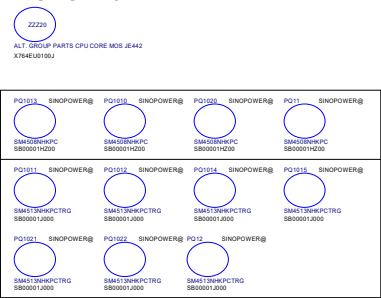 ZZZ20
ALT. GROUP PARTS CPU CORE MOS JE442
X764EU0100J
PQ1013 SINOPOWER@ PQ1010 SINOPOWER@ PQ1020 SINOPOWER@ PQ11 SINOPOWER@
SM4508NHKPC SM4508NHKPC SM4508NHKPC SM4508NHKPC
SB00001HZ00 SB00001HZ00 SB00001HZ00 SB00001HZ00
PQ1011 SINOPOWER@ PQ1012 SINOPOWER@ PQ1014 SINOPOWER@ PQ1015 SINOPOWER@
SM4513NHKPCTRG SM4513NHKPCTRG SM4513NHKPCTRG SM4513NHKPCTRG
SB00001J000 SB00001J000 SB00001J000 SB00001J000
PQ1021 SINOPOWER@ PQ1022 SINOPOWER@ PQ12 SINOPOWER@
SM4513NHKPCTRG SM4513NHKPCTRG SM4513NHKPCTRG
SB00001J000 SB00001J000 SB00001J000